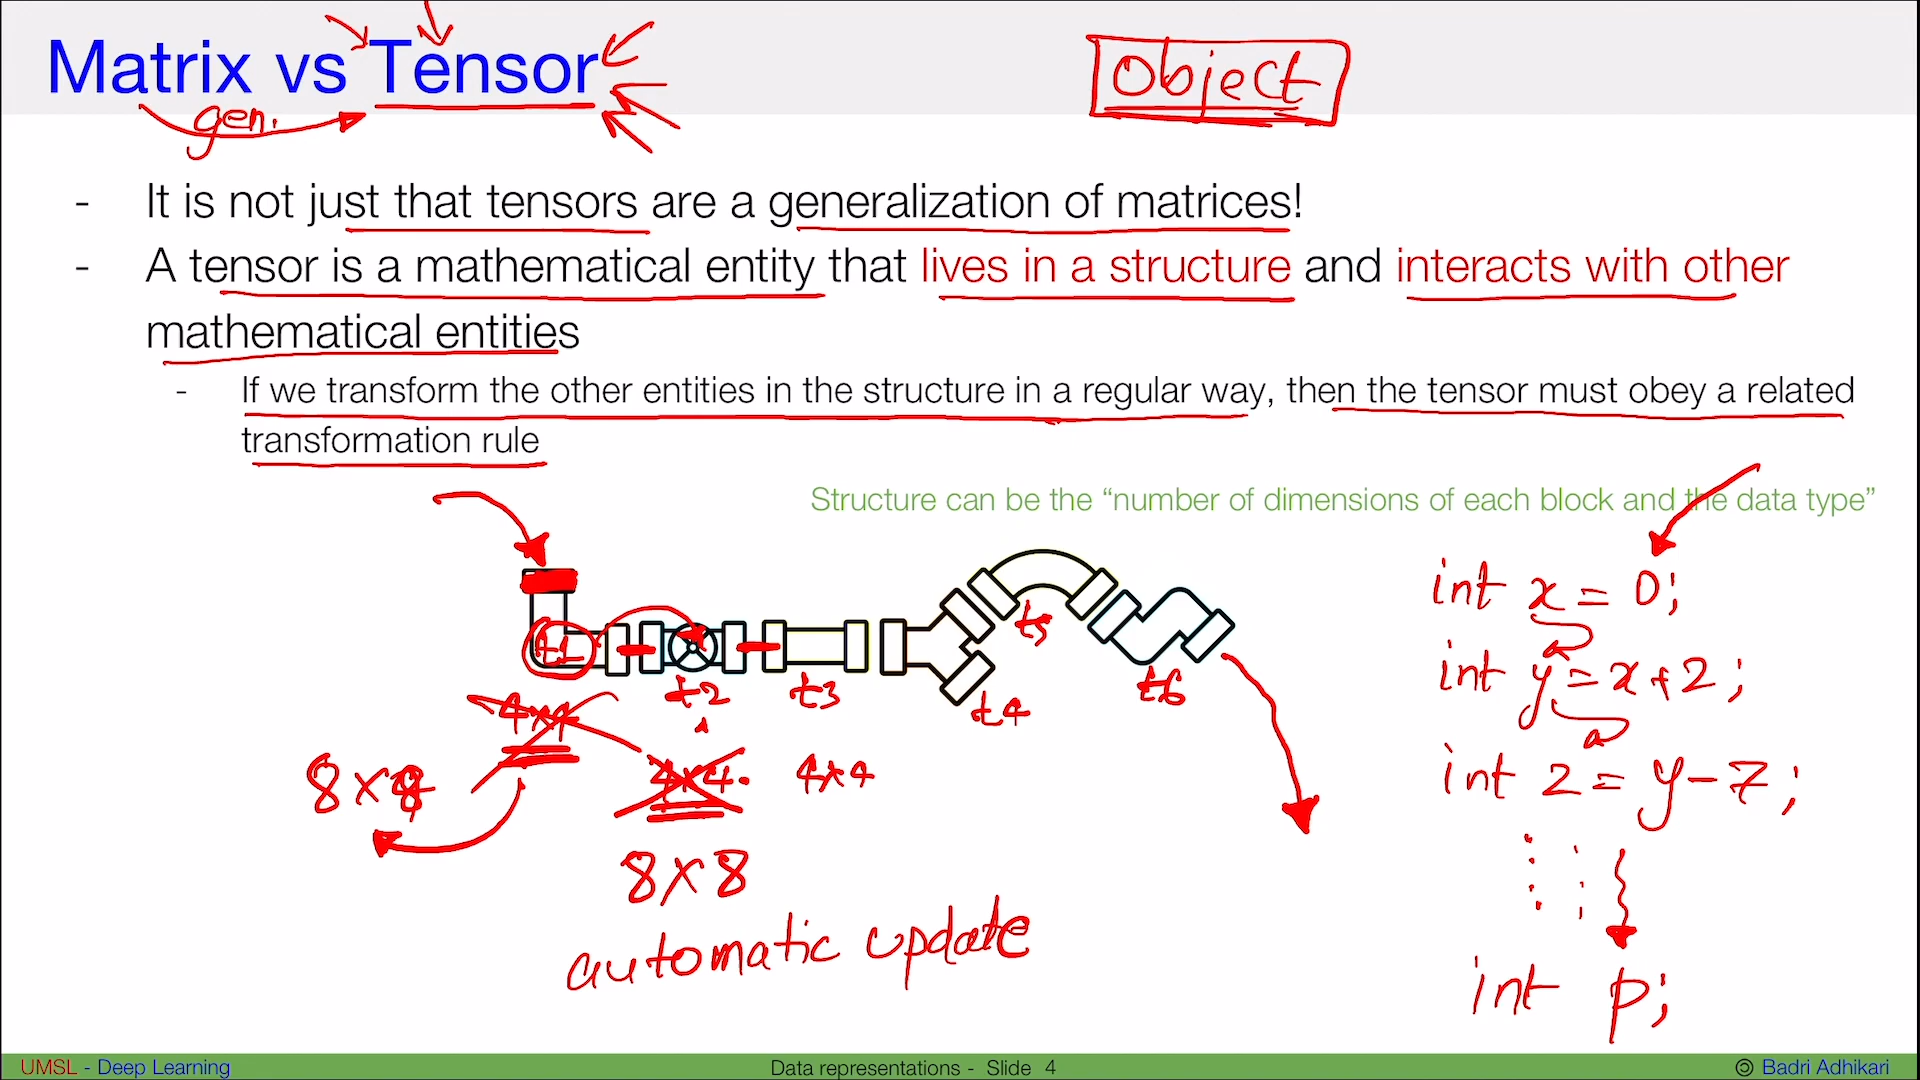 Matrix vs Tensor
object
gen.
- It is not just that tensors are a generalization of matrices!
- A tensor is a mathematical entity that lives in a structure and interacts with other
mathematical entities
- If we transform the other entities in the structure in a regular way, then the tensor must obey a related
transformation rule
Structure can be the “number of dimensions of each block and the data type”
int x = 0;
int y = x + 2;
int z = y - 7;
int p;
t1
t2
t3
t4
t5
t6
4x4
4x4
4x4
8x8
8x8
automatic update
UMSL - Deep Learning
Data representations - Slide 4
© Badri Adhikari